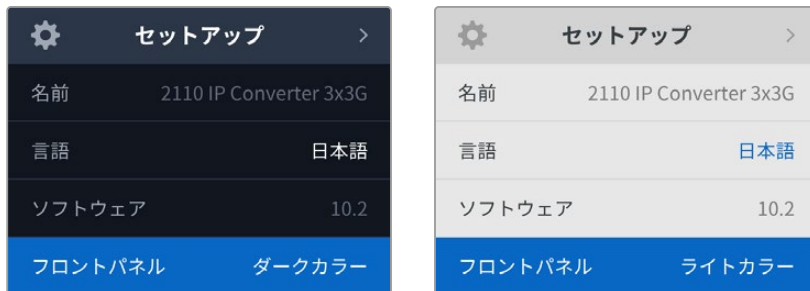 セットアップ
名前 2110 IP Converter 3x3G
言語 日本語
ソフトウェア 10.2
フロントパネル ダークカラー
セットアップ
名前 2110 IP Converter 3x3G
言語 日本語
ソフトウェア 10.2
フロントパネル ライトカラー